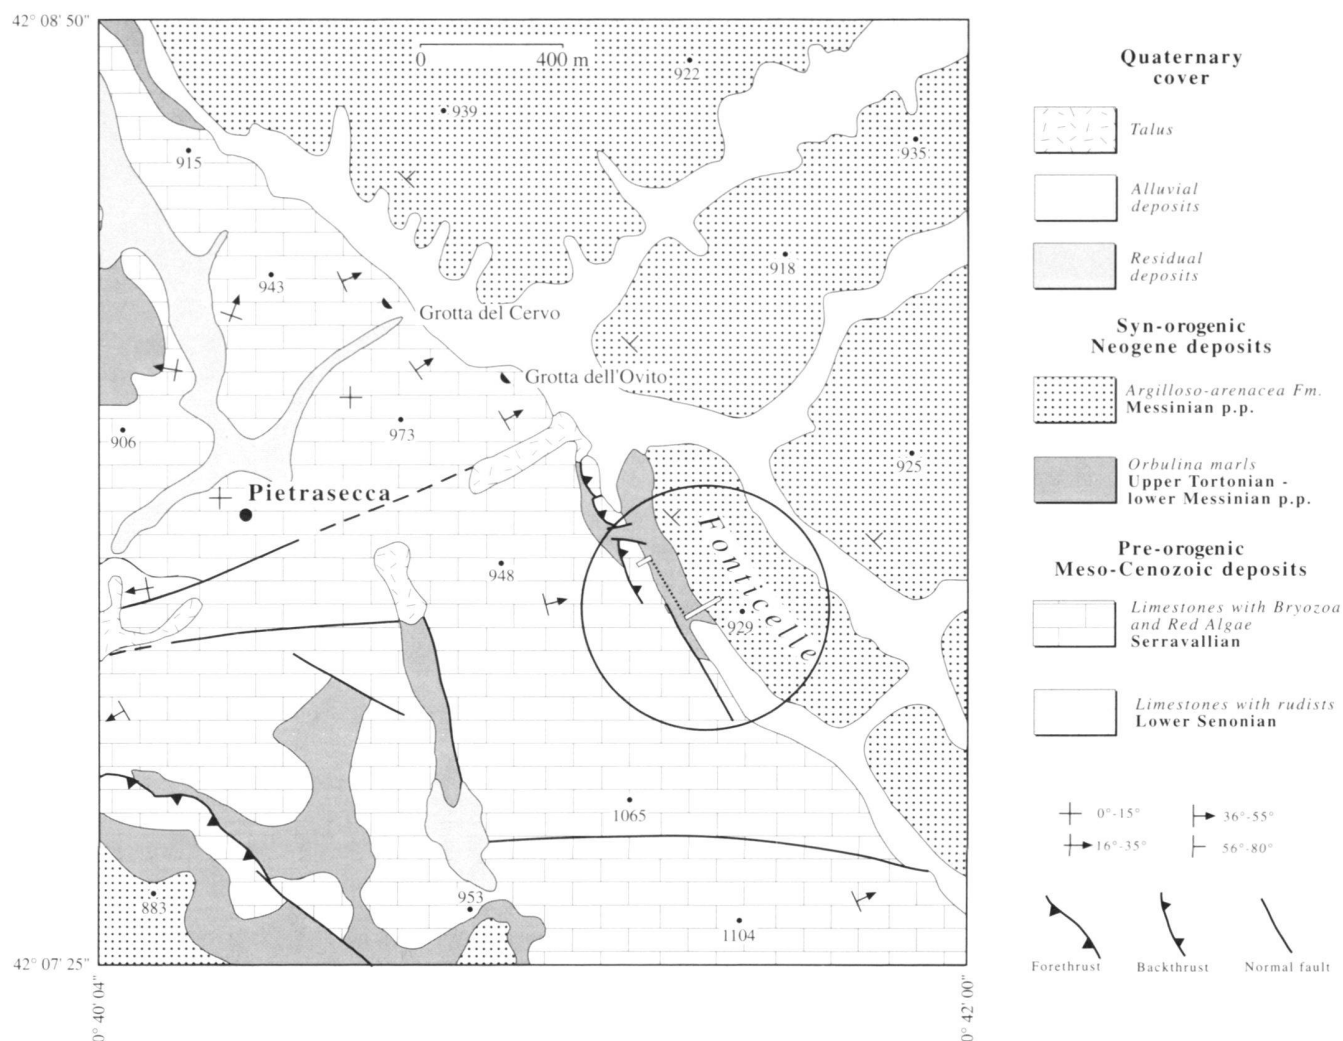 42° 08' 50"
0 400 m
922
939
935
915
918
943
Grotta del Cervo
Grotta dell'Ovito
973
906
925
Pietrasecca
Fonticelle
948
929
1065
883
953
1104
42° 07' 25"
0° 40' 04"
0° 42' 00"
Quaternary
cover
Talus
Alluvial
deposits
Residual
deposits
Syn-orogenic
Neogene deposits
Argilloso-arenacea Fm.
Messinian p.p.
Orbulina marls
Upper Tortonian -
lower Messinian p.p.
Pre-orogenic
Meso-Cenozoic deposits
Limestones with Bryozoa
and Red Algae
Serravallian
Limestones with rudists
Lower Senonian
0°-15° 36°-55°
16°-35° 56°-80°
Forethrust Backthrust Normal fault